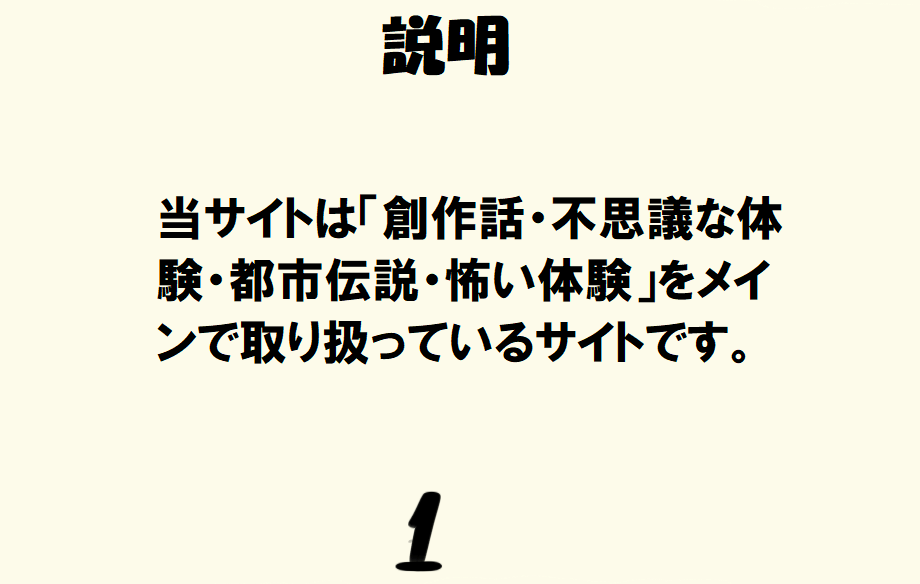 説明
当サイトは「創作話・不思議な体
験・都市伝説・怖い体験」をメイ
ンで取り扱っているサイトです。
1